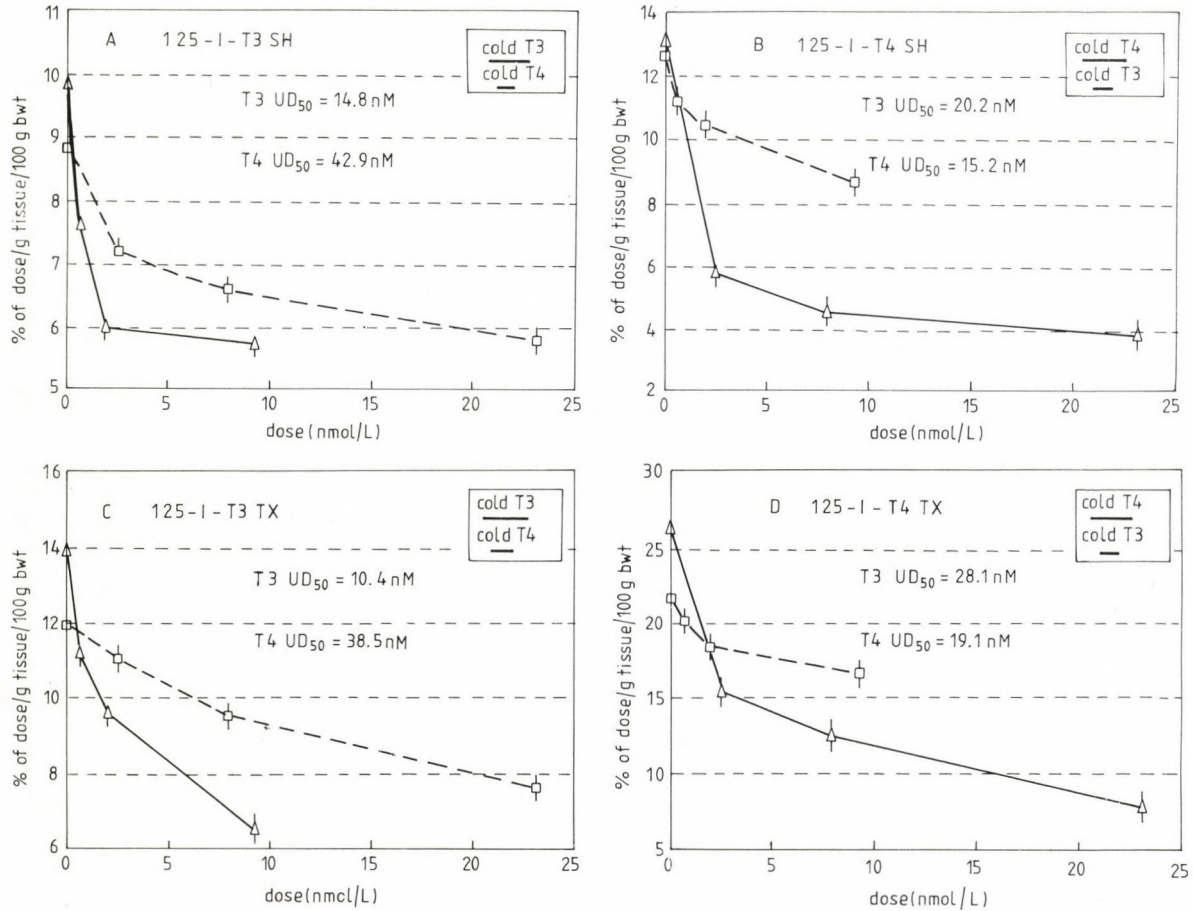 A 125-I-T3 SH
cold T3
cold T4
T3 UD50 = 14.8 nM
T4 UD50 = 42.9 nM
% of dose/g tissue/100g bwt
11
10
9
8
7
6
5
0 5 10 15 20 25
dose(nmol/L)
B 125-I-T4 SH
cold T4
cold T3
T3 UD50 = 20.2 nM
T4 UD50 = 15.2 nM
% of dose/g tissue/100g bwt
14
12
10
8
6
4
2
0 5 10 15 20 25
dose(nmol/L)
C 125-I-T3 TX
cold T3
cold T4
T3 UD50 = 10.4 nM
T4 UD50 = 38.5 nM
% of dose/g tissue/100g bwt
16
14
12
10
8
6
0 5 10 15 20 25
dose(nmol/L)
D 125-I-T4 TX
cold T4
cold T3
T3 UD50 = 28.1 nM
T4 UD50 = 19.1 nM
% of dose/g tissue/100g bwt
30
25
20
15
10
5
0 5 10 15 20 25
dose(nmol/L)